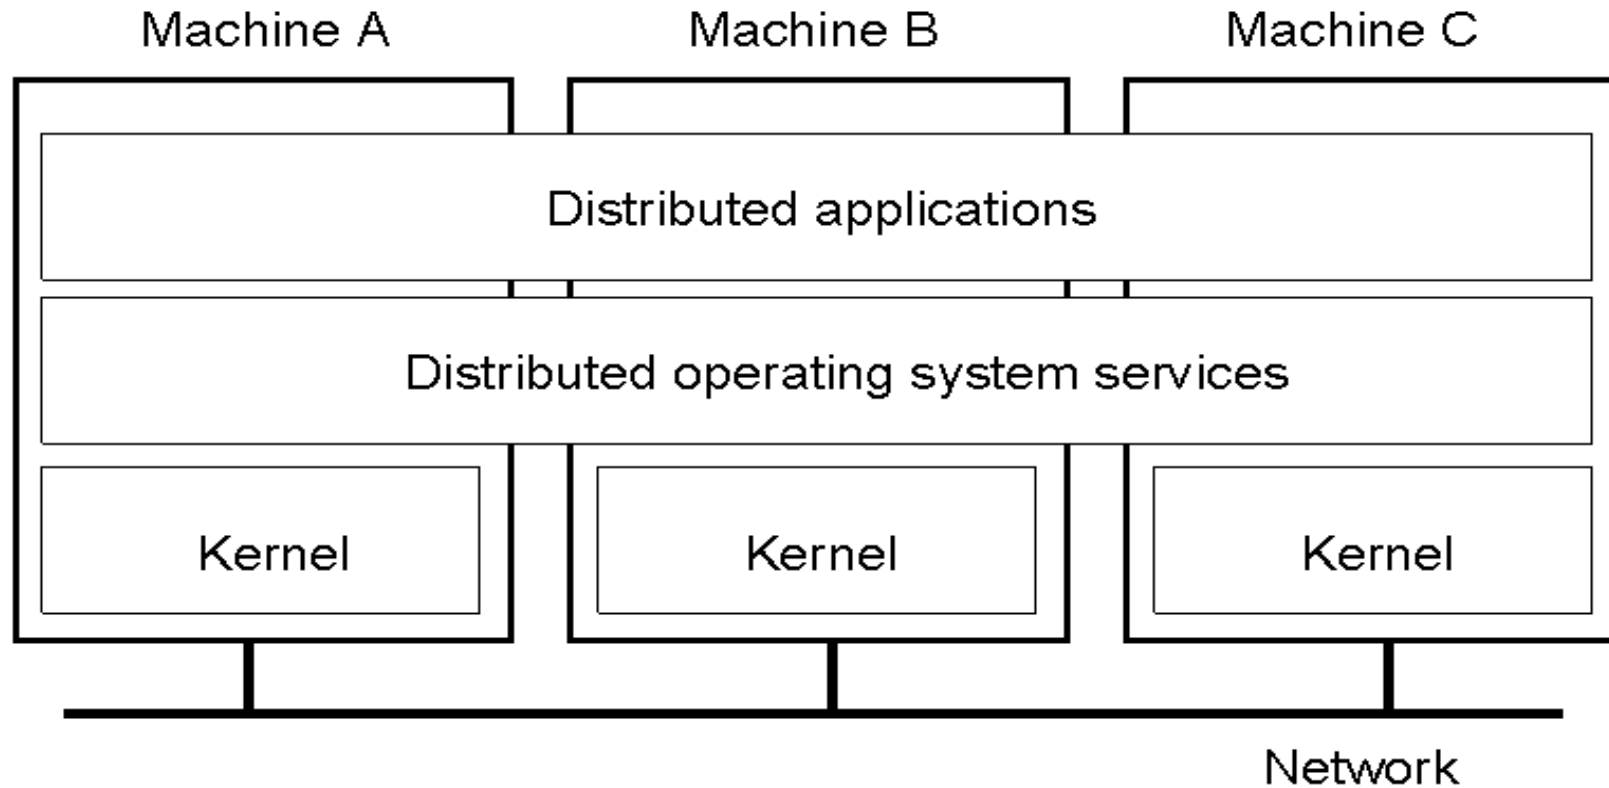 Machine A
Machine B
Machine C
Distributed applications
Distributed operating system services
Kernel
Kernel
Kernel
Network